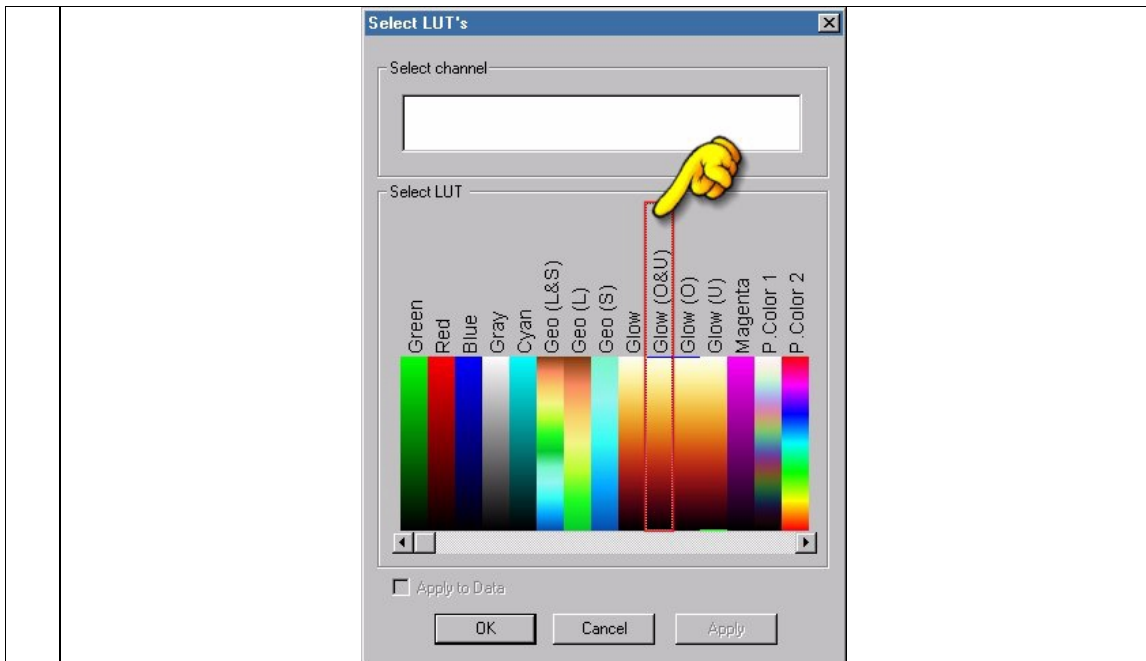 Select LUT's
Select channel
Select LUT
Green
Red
Blue
Gray
Cyan
Geo (L&S)
Geo (L)
Geo (S)
Glow
Glow (O&U)
Glow (O)
Glow (U)
Magenta
P.Color 1
P.Color 2
Apply to Data
OK Cancel Apply